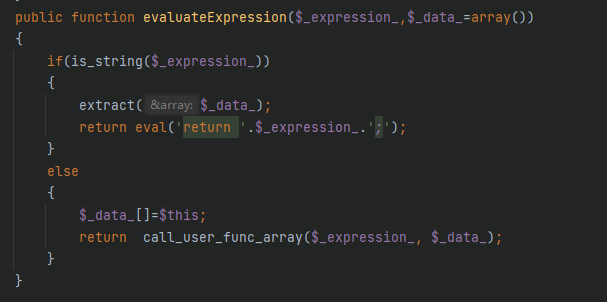 public function evaluateExpression($_expression_,$_data_=array())
{
if(is_string($_expression_))
{
extract( &array: $_data_);
return eval('return '.$_expression_.';');
}
else
{
$_data_[]=$this;
return  call_user_func_array($_expression_, $_data_);
}
}